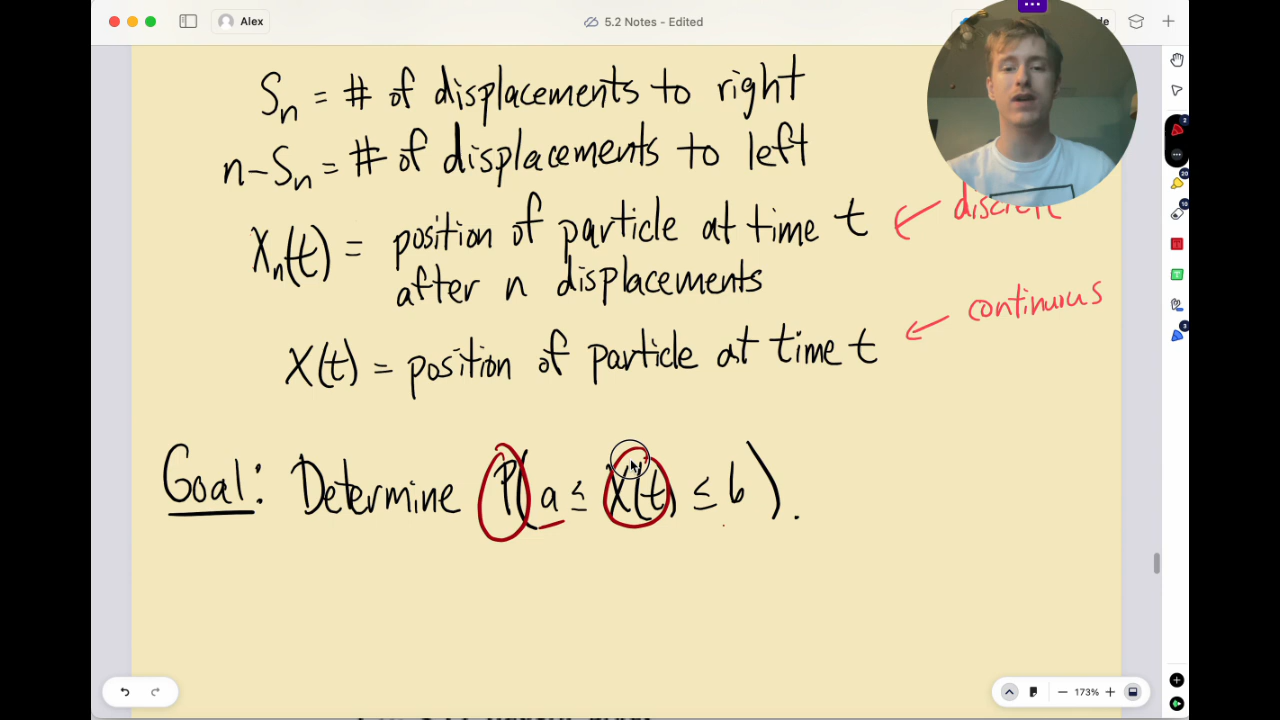 Alex
5.2 Notes - Edited
Sn = # of displacements to right
n-Sn = # of displacements to left
Xn(t) = position of particle at time t
after n displacements
discrete
X(t) = position of particle at time t
continuous
Goal: Determine P(a ≤ X(t) ≤ b).
173%